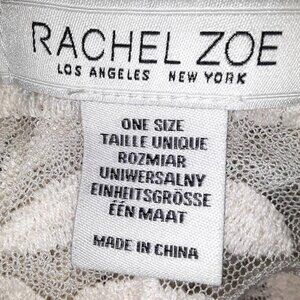 RACHEL ZOE
LOS ANGELES NEW YORK
ONE SIZE
TAILLE UNIQUE
ROZMIAR
UNIWERSALNY
EINHEITSGRÖSSE
ÉÉN MAAT
MADE IN CHINA